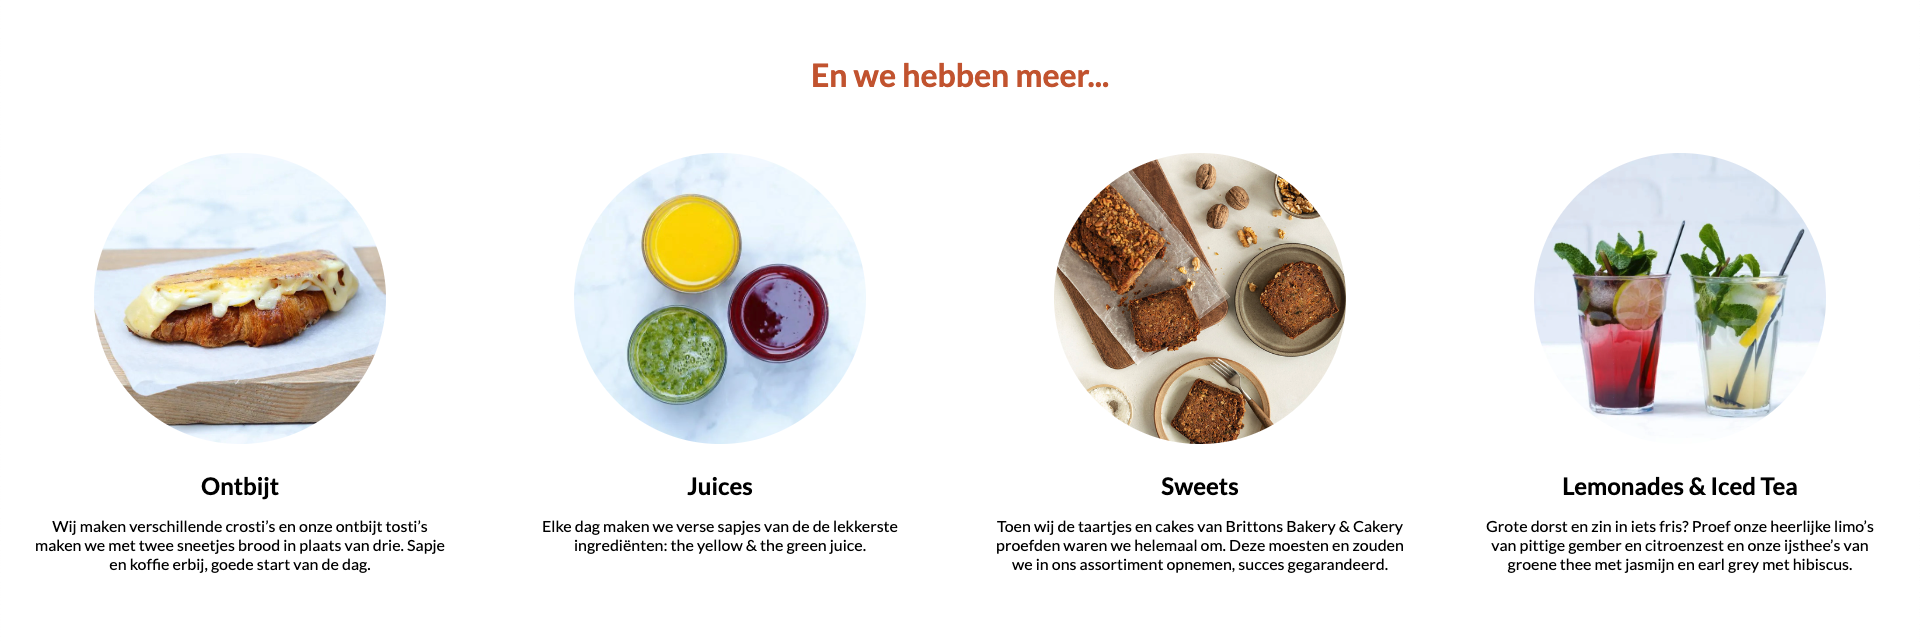 En we hebben meer...
Ontbijt
Wij maken verschillende crosti's en onze ontbijt tosti's
maken we met twee sneetjes brood in plaats van drie. Sapje
en koffie erbij, goede start van de dag.
Juices
Elke dag maken we verse sapjes van de de lekkerste
ingrediënten: the yellow & the green juice.
Sweets
Toen wij de taartjes en cakes van Brittons Bakery & Cakery
proefden waren we helemaal om. Deze moesten en zouden
we in ons assortiment opnemen, succes gegarandeerd.
Lemonades & Iced Tea
Grote dorst en zin in iets fris? Proef onze heerlijke limo's
van pittige gember en citroenzest en onze ijsthee's van
groene thee met jasmijn en earl grey met hibiscus.